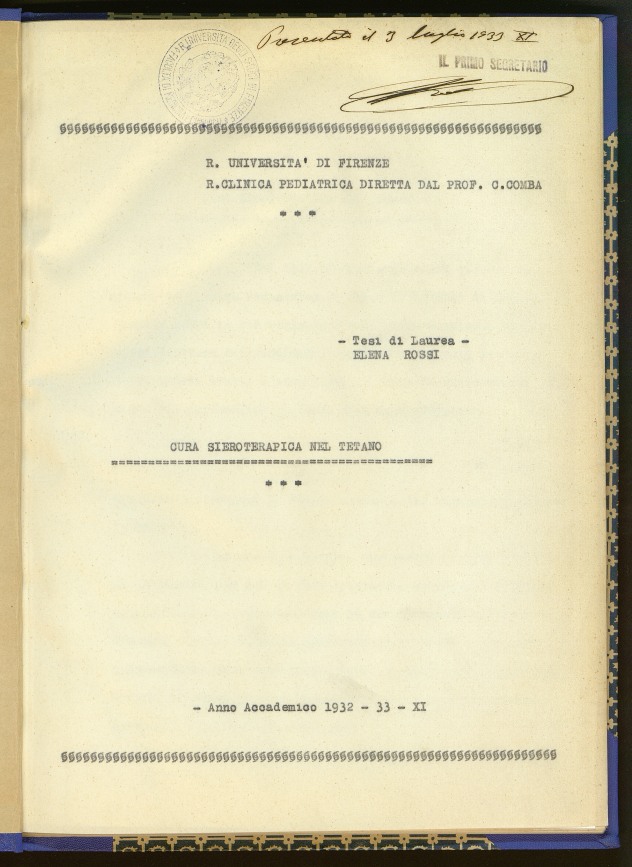 Presentata il 3 luglio 1933 XI
IL PRIMO SEGRETARIO
R. UNIVERSITA' DI FIRENZE
R.CLINICA PEDIATRICA DIRETTA DAL PROF. C.COMBA
* * *
- Tesi di Laurea -
ELENA ROSSI
CURA SIEROTERAPICA NEL TETANO
* * *
- Anno Accademico 1932 - 33 - XI